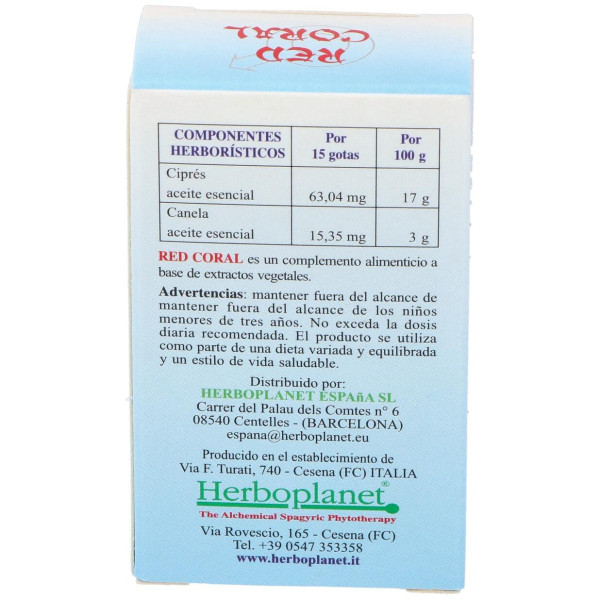 RED
CORAL
COMPONENTES HERBORÍSTICOS Por 15 gotas Por 100 g
Ciprés
aceite esencial 63,04 mg 17 g
Canela
aceite esencial 15,35 mg 3 g
RED CORAL es un complemento alimenticio a
base de extractos vegetales.
Advertencias: mantener fuera del alcance de
mantener fuera del alcance de los niños
menores de tres años. No exceda la dosis
diaria recomendada. El producto se utiliza
como parte de una dieta variada y equilibrada
y un estilo de vida saludable.
Distribuido por:
HERBOPLANET ESPAñA SL
Carrer del Palau dels Comtes n° 6
08540 Centelles - (BARCELONA)
espana@herboplanet.eu
Producido en el establecimiento de
Via F. Turati, 740 - Cesena (FC) ITALIA
Herboplanet®
The Alchemical Spagyric Phytotherapy
Via Rovescio, 165 - Cesena (FC)
Tel. +39 0547 353358
www.herboplanet.it